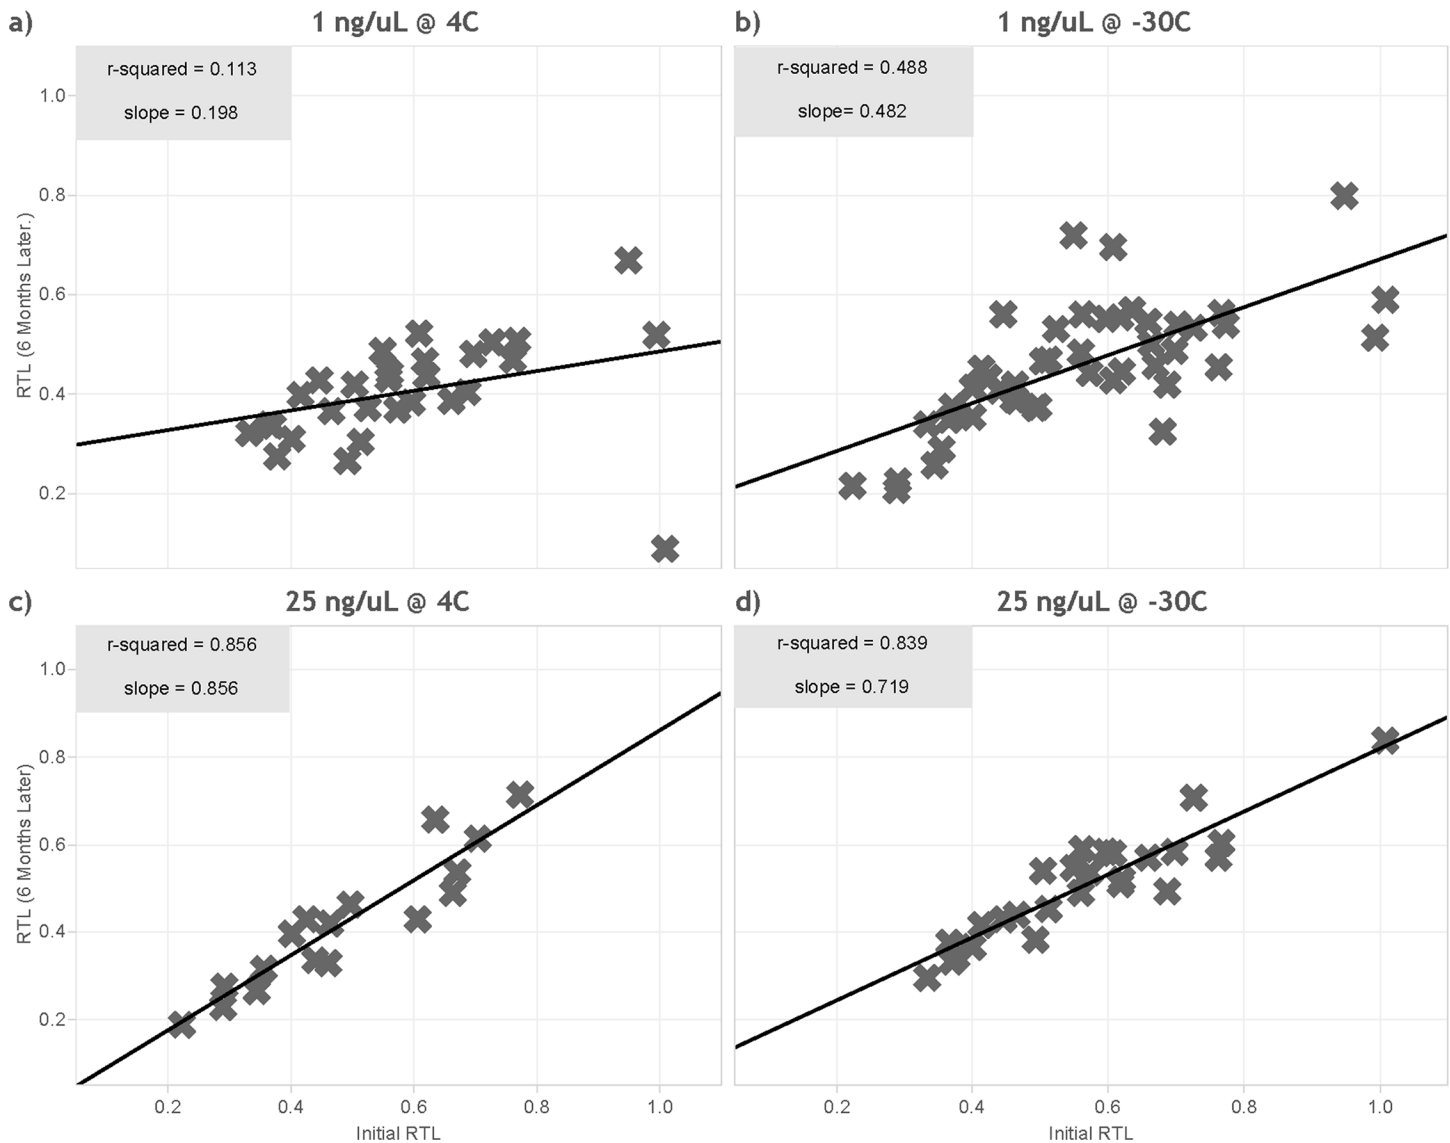 a) 1 ng/uL @ 4C
r-squared = 0.113
slope = 0.198
1.0
0.8
0.6
0.4
0.2
RTL (6 Months Later.)
b) 1 ng/uL @ -30C
r-squared = 0.488
slope= 0.482
c) 25 ng/uL @ 4C
r-squared = 0.856
slope = 0.856
1.0
0.8
0.6
0.4
0.2
RTL (6 Months Later)
0.2 0.4 0.6 0.8 1.0
Initial RTL
d) 25 ng/uL @ -30C
r-squared = 0.839
slope = 0.719
0.2 0.4 0.6 0.8 1.0
Initial RTL